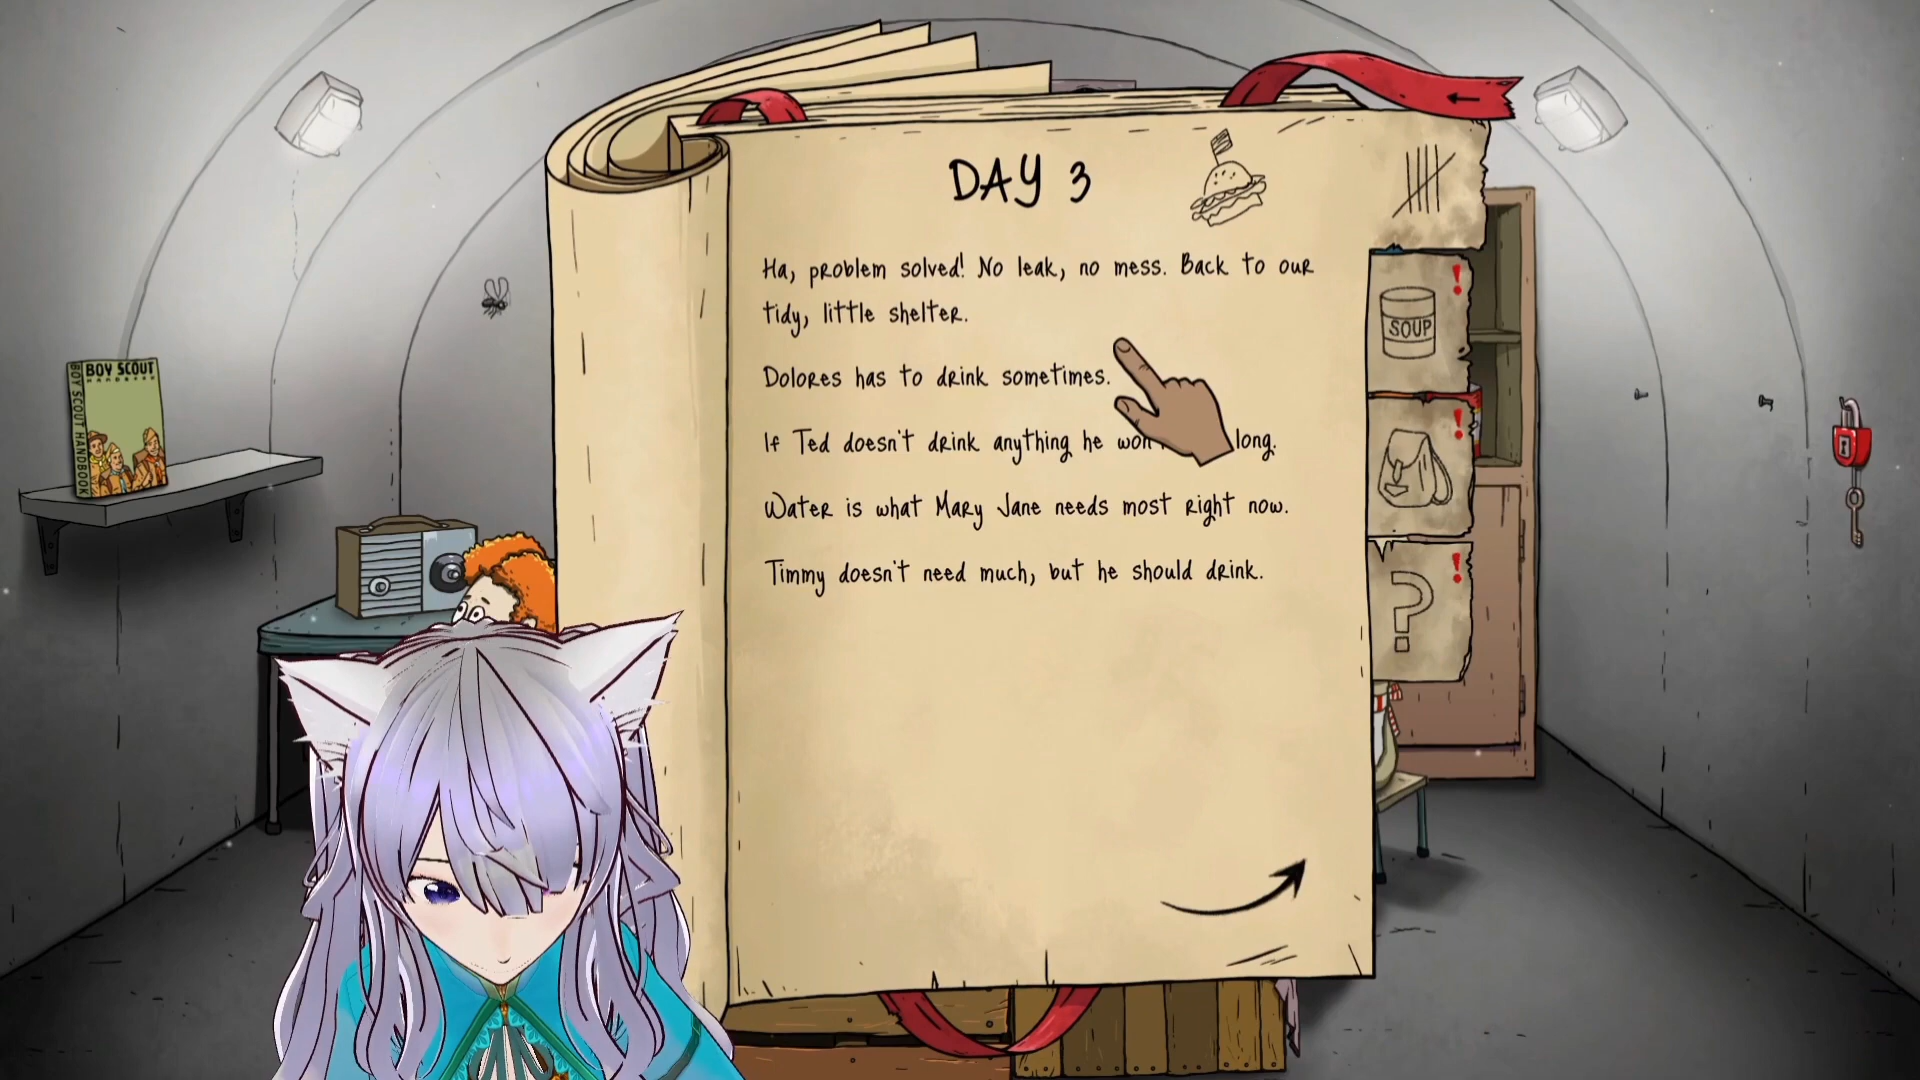 DAY 3
Ha, problem solved! No leak, no mess. Back to our
tidy, little shelter.
Dolores has to drink sometimes.
If Ted doesn't drink anything he long.
Water is what Mary Jane needs most right now.
Timmy doesn't need much, but he should drink.
!
SOUP
!
!
?
BOY SCOUT
HANDBOOK
BOY SCOUT HANDBOOK